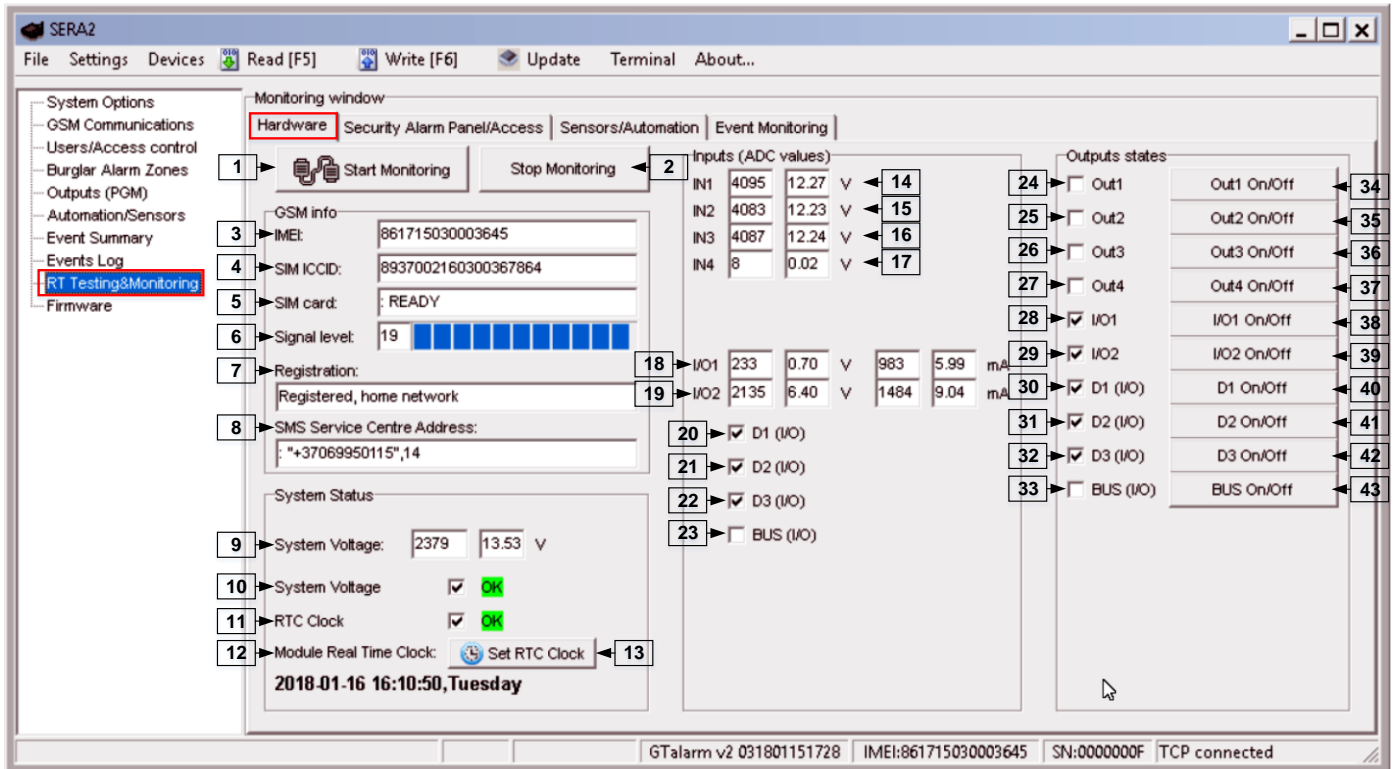 SERA2
File Settings Devices Read [F5] Write [F6] Update Terminal About...
System Options
GSM Communications
Users/Access control
Burglar Alarm Zones
Outputs (PGM)
Automation/Sensors
Event Summary
Events Log
RT Testing&Monitoring
Firmware
Monitoring window
Hardware Security Alarm Panel/Access Sensors/Automation Event Monitoring
1 Start Monitoring Stop Monitoring 2
GSM info
3 IMEI: 861715030003645
4 SIM ICCID: 8937002160300367864
5 SIM card: : READY
6 Signal level: 19
7 Registration:
Registered, home network
8 SMS Service Centre Address:
: "+37069950115",14
System Status
9 System Voltage: 2379 13.53 V
10 System Voltage OK
11 RTC Clock OK
12 Module Real Time Clock: Set RTC Clock 13
2018-01-16 16:10:50,Tuesday
Inputs (ADC values)
IN1 4095 12.27 V 14
IN2 4083 12.23 V 15
IN3 4087 12.24 V 16
IN4 8 0.02 V 17
18 I/O1 233 0.70 V 983 5.99 mA
19 I/O2 2135 6.40 V 1484 9.04 mA
20 D1 (I/O)
21 D2 (I/O)
22 D3 (I/O)
23 BUS (I/O)
Outputs states
24 Out1 Out1 On/Off 34
25 Out2 Out2 On/Off 35
26 Out3 Out3 On/Off 36
27 Out4 Out4 On/Off 37
28 I/O1 I/O1 On/Off 38
29 I/O2 I/O2 On/Off 39
30 D1 (I/O) D1 On/Off 40
31 D2 (I/O) D2 On/Off 41
32 D3 (I/O) D3 On/Off 42
33 BUS (I/O) BUS On/Off 43
GTalarm v2 031801151728 IMEI:861715030003645 SN:0000000F TCP connected